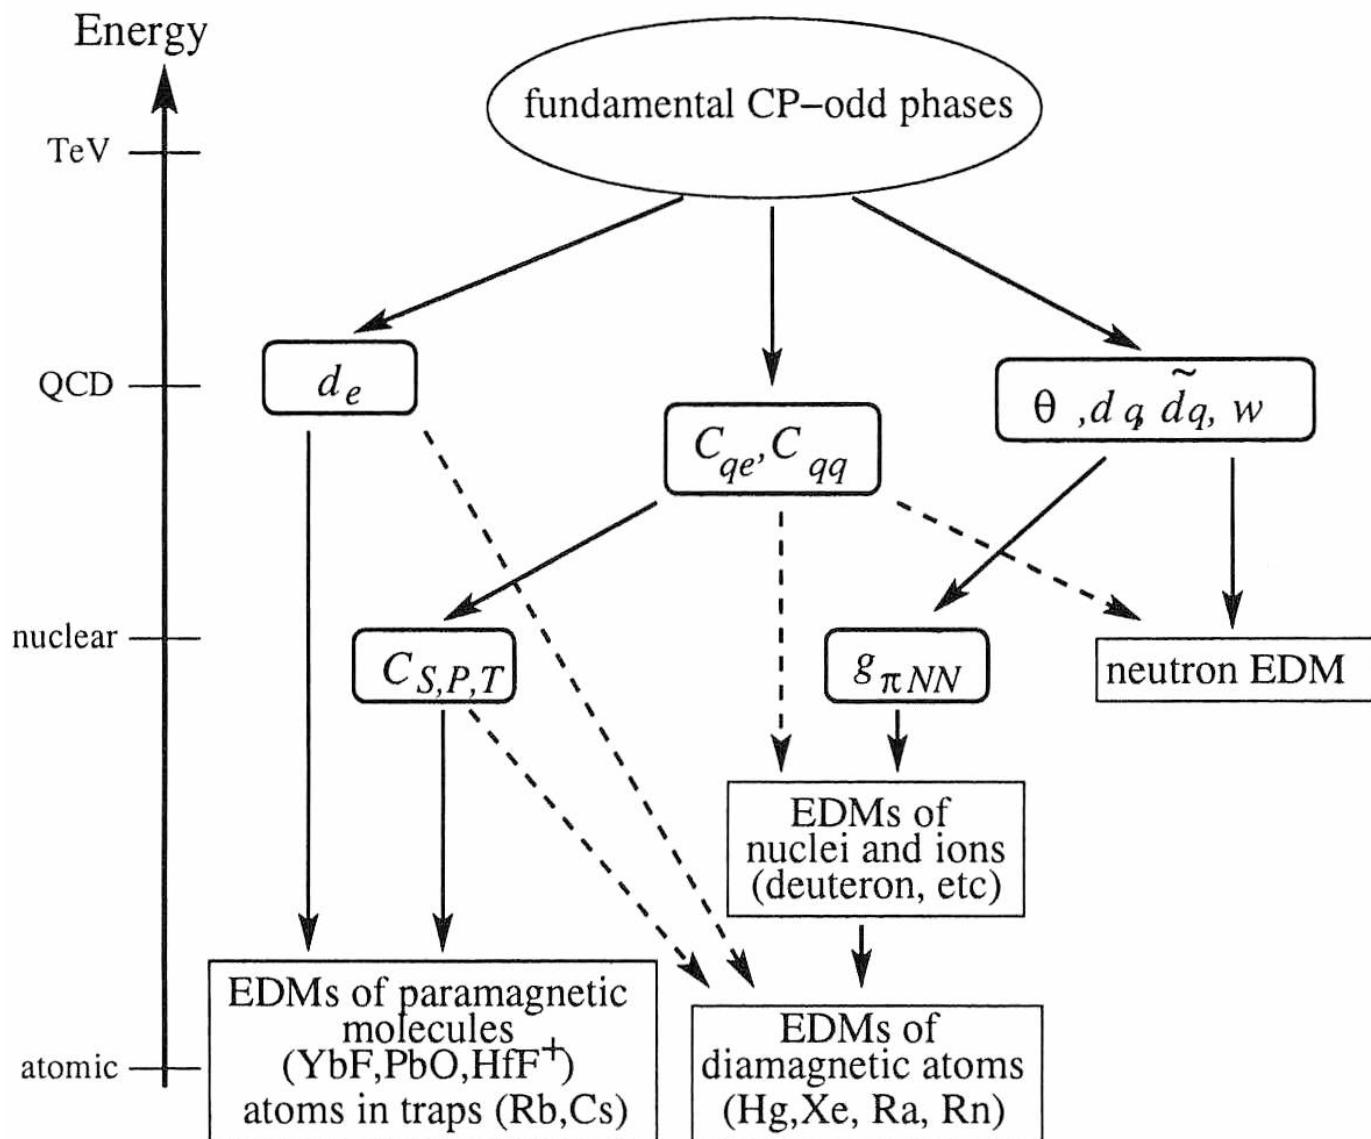 Energy
fundamental CP–odd phases
TeV
QCD
d_e
θ , d_q, d̃_q, w
C_qe, C_qq
nuclear
C_S,P,T
g_πNN
neutron EDM
EDMs of
nuclei and ions
(deuteron, etc)
EDMs of paramagnetic
molecules
(YbF,PbO,HfF⁺)
atoms in traps (Rb,Cs)
EDMs of
diamagnetic atoms
(Hg,Xe, Ra, Rn)
atomic